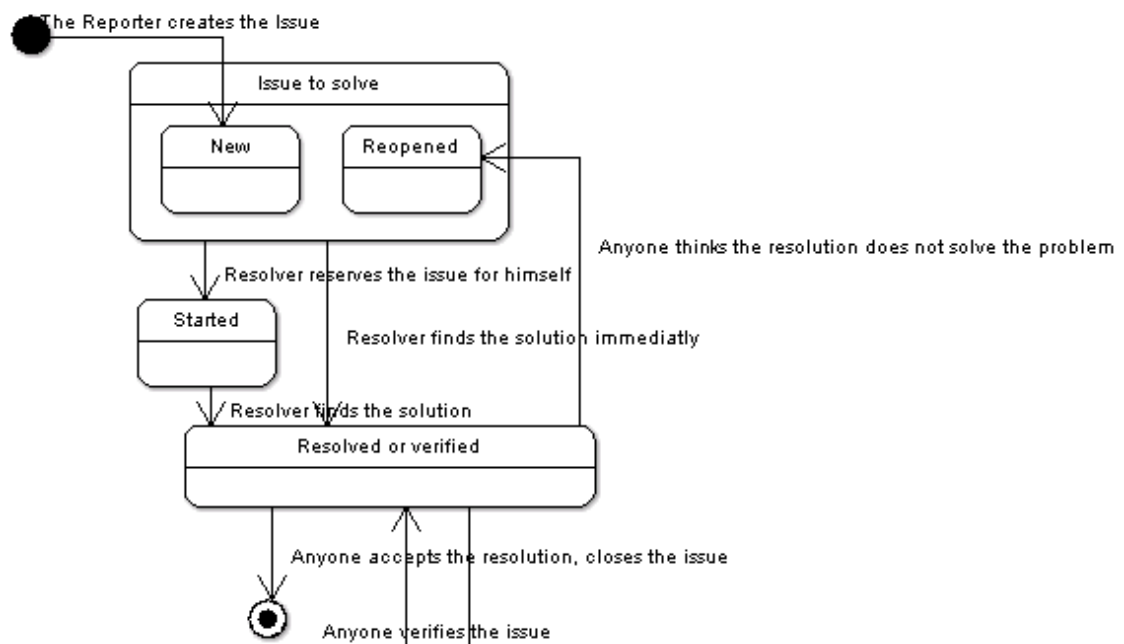 The Reporter creates the Issue
Issue to solve
New
Reopened
Anyone thinks the resolution does not solve the problem
Resolver reserves the issue for himself
Started
Resolver finds the solution immediatly
Resolver finds the solution
Resolved or verified
Anyone accepts the resolution, closes the issue
Anyone verifies the issue